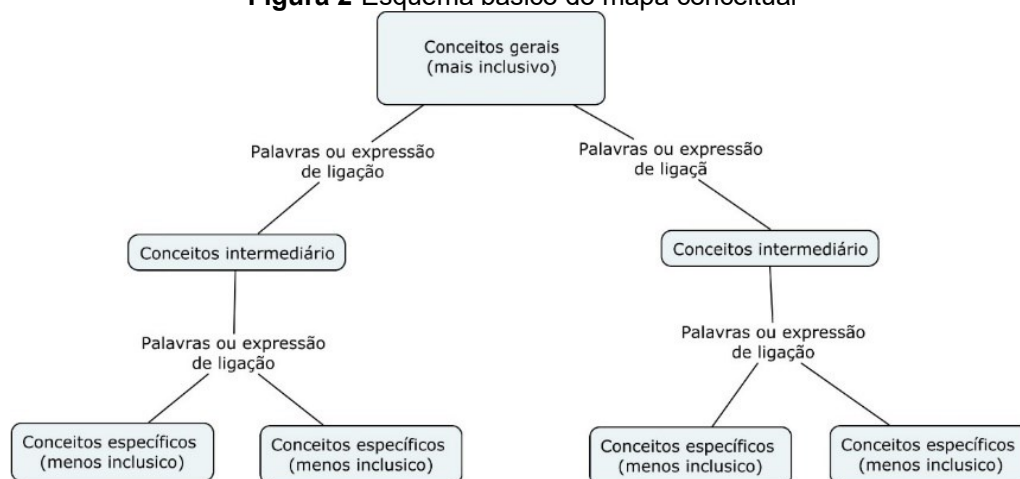 Figura 2 Esquema básico do mapa conceitual
Conceitos gerais
(mais inclusivo)
Palavras ou expressão
de ligação
Palavras ou expressão
de ligaçã
Conceitos intermediário
Conceitos intermediário
Palavras ou expressão
de ligação
Palavras ou expressão
de ligação
Conceitos específicos
(menos inclusico)
Conceitos específicos
(menos inclusico)
Conceitos específicos
(menos inclusico)
Conceitos específicos
(menos inclusico)